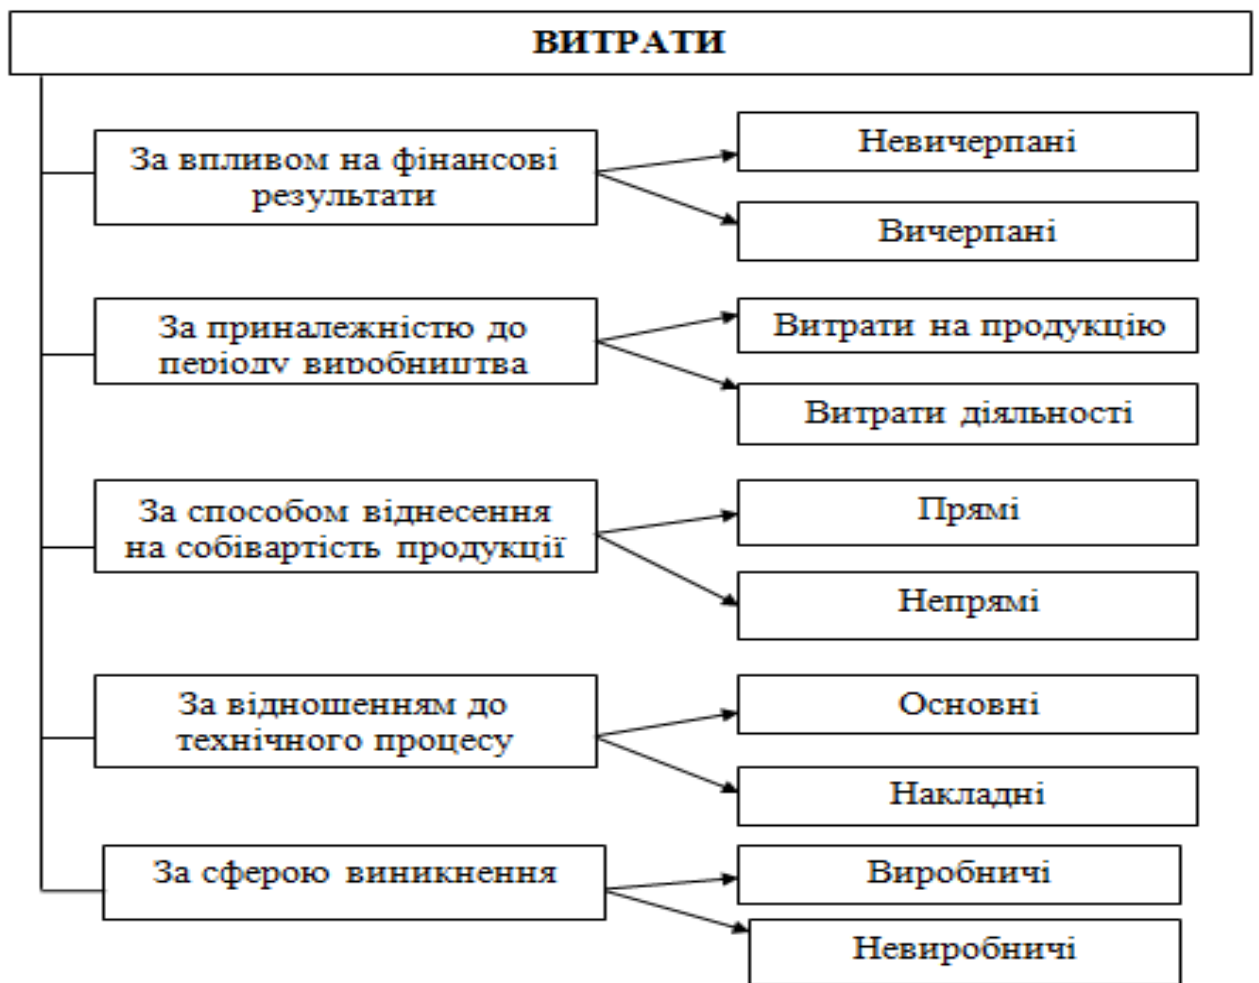 ВИТРАТИ
За впливом на фінансові
результати
Невичерпані
Вичерпані
За приналежністю до
періоду виробництва
Витрати на продукцію
Витрати діяльності
За способом віднесення
на собівартість продукції
Прямі
Непрямі
За відношенням до
технічного процесу
Основні
Накладні
За сферою виникнення
Виробничі
Невиробничі